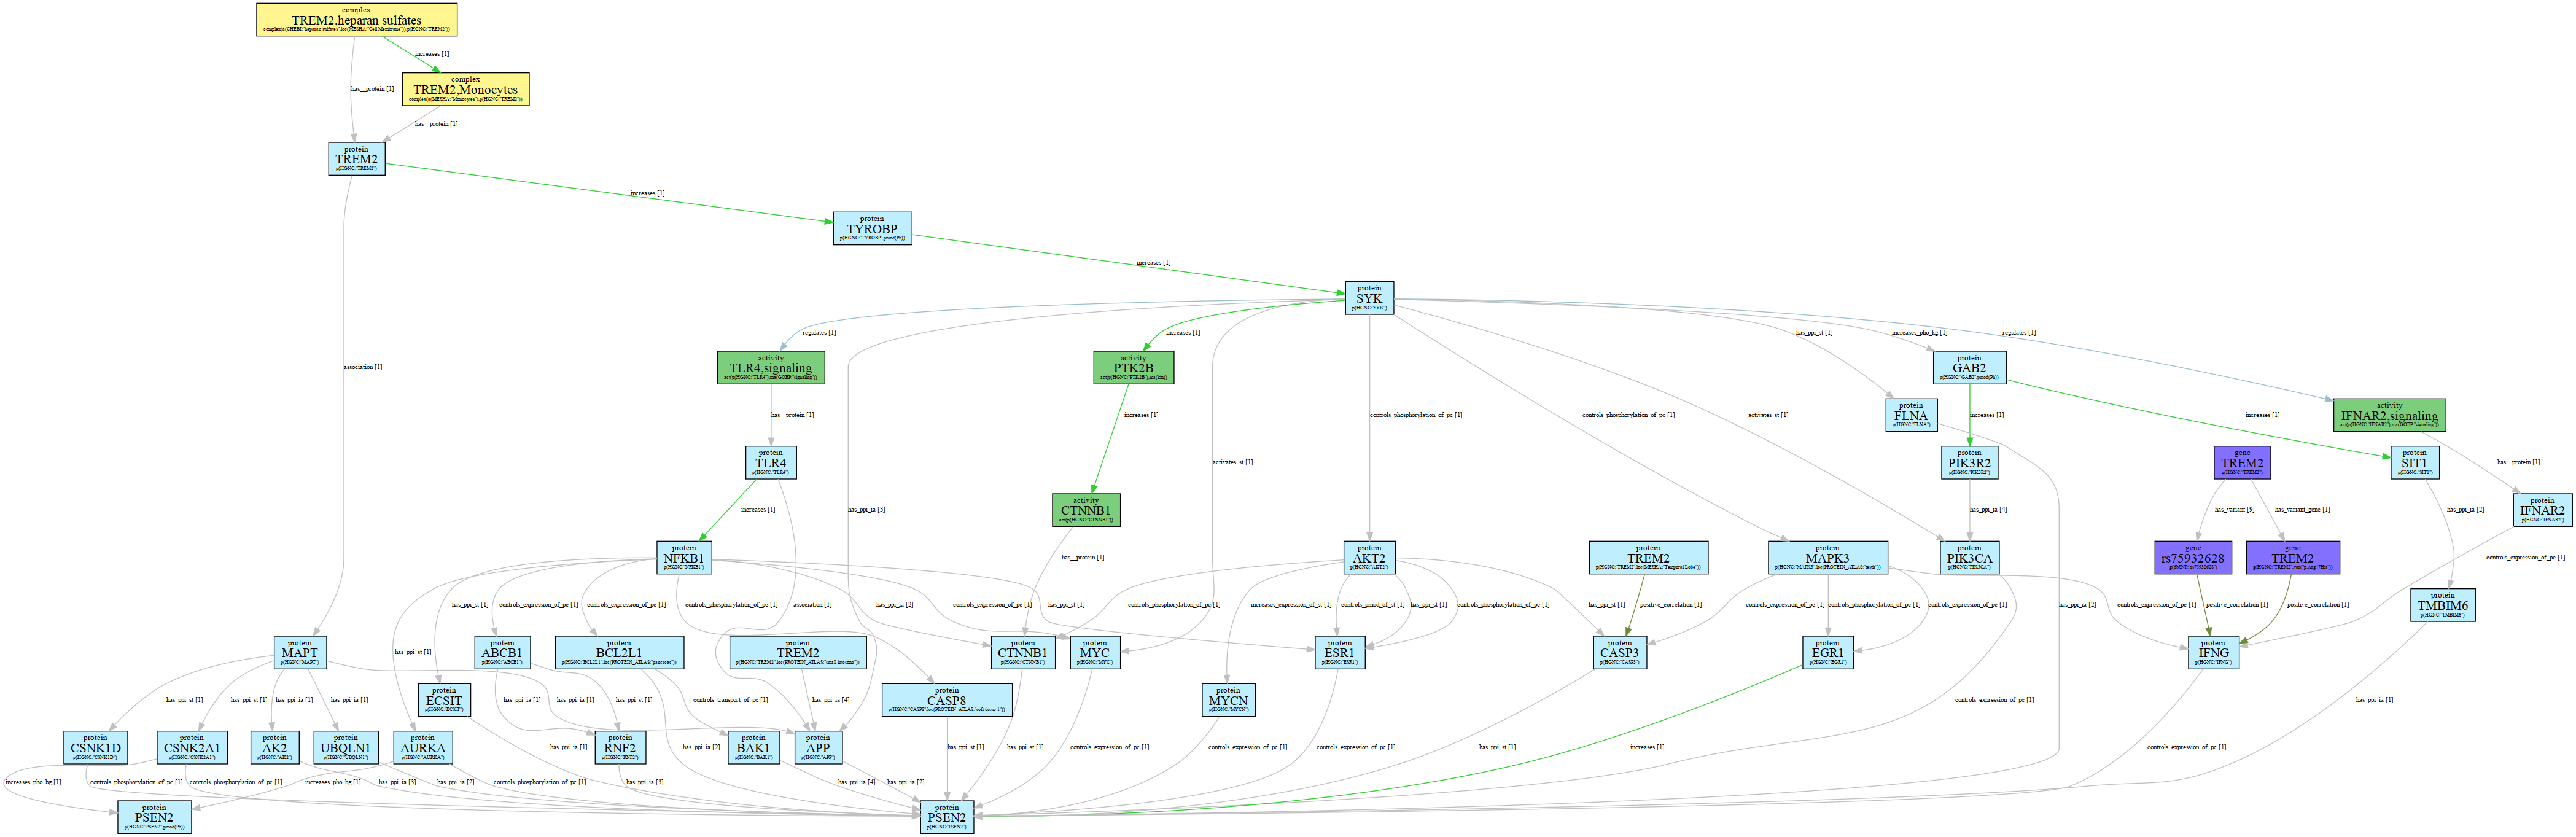 complex
TREM2,heparan sulfates
complex(a(CHEBI:"heparan sulfates",loc(MESHA:"Cell Membrane")),p(HGNC:"TREM2"))
increases [1]
complex
TREM2,Monocytes
complex(a(MESHA:"Monocytes"),p(HGNC:"TREM2"))
has__protein [1]
has__protein [1]
protein
TREM2
p(HGNC:"TREM2")
increases [1]
protein
TYROBP
p(HGNC:"TYROBP",pmod(Ph))
increases [1]
protein
SYK
p(HGNC:"SYK")
regulates [1]
increases [1]
has_ppi_st [1]
increases_pho_kg [1]
regulates [1]
association [1]
activity
TLR4,signaling
act(p(HGNC:"TLR4"),ma(GOBP:"signaling"))
activity
PTK2B
act(p(HGNC:"PTK2B"),ma(kin))
protein
GAB2
p(HGNC:"GAB2",pmod(Ph))
has__protein [1]
increases [1]
controls_phosphorylation_of_pc [1]
controls_phosphorylation_of_pc [1]
activates_st [1]
protein
FLNA
p(HGNC:"FLNA")
increases [1]
increases [1]
activity
IFNAR2,signaling
act(p(HGNC:"IFNAR2"),ma(GOBP:"signaling"))
protein
TLR4
p(HGNC:"TLR4")
activates_st [1]
protein
PIK3R2
p(HGNC:"PIK3R2")
gene
TREM2
g(HGNC:"TREM2")
protein
SIT1
p(HGNC:"SIT1")
has__protein [1]
increases [1]
has_ppi_ia [3]
activity
CTNNB1
act(p(HGNC:"CTNNB1"))
has_ppi_ia [4]
has_variant [9]
has_variant_gene [1]
has_ppi_ia [2]
protein
IFNAR2
p(HGNC:"IFNAR2")
protein
NFKB1
p(HGNC:"NFKB1")
has__protein [1]
protein
AKT2
p(HGNC:"AKT2")
protein
TREM2
p(HGNC:"TREM2",loc(MESHA:"Temporal Lobe"))
protein
MAPK3
p(HGNC:"MAPK3",loc(PROTEIN_ATLAS:"testis"))
protein
PIK3CA
p(HGNC:"PIK3CA")
gene
rs75932628
g(dbSNP:"rs75932628")
gene
TREM2
g(HGNC:"TREM2",var("p.Arg47His"))
controls_expression_of_pc [1]
has_ppi_st [1]
controls_expression_of_pc [1]
controls_expression_of_pc [1]
controls_phosphorylation_of_pc [1]
association [1]
has_ppi_ia [2]
controls_expression_of_pc [1]
has_ppi_st [1]
controls_phosphorylation_of_pc [1]
increases_expression_of_st [1]
controls_pmod_of_st [1]
has_ppi_st [1]
controls_phosphorylation_of_pc [1]
has_ppi_st [1]
positive_correlation [1]
controls_expression_of_pc [1]
controls_phosphorylation_of_pc [1]
controls_expression_of_pc [1]
has_ppi_ia [2]
controls_expression_of_pc [1]
positive_correlation [1]
positive_correlation [1]
protein
TMBIM6
p(HGNC:"TMBIM6")
protein
MAPT
p(HGNC:"MAPT")
has_ppi_st [1]
protein
ABCB1
p(HGNC:"ABCB1")
protein
BCL2L1
p(HGNC:"BCL2L1",loc(PROTEIN_ATLAS:"pancreas"))
protein
TREM2
p(HGNC:"TREM2",loc(PROTEIN_ATLAS:"small intestine"))
protein
CTNNB1
p(HGNC:"CTNNB1")
protein
MYC
p(HGNC:"MYC")
protein
ESR1
p(HGNC:"ESR1")
protein
CASP3
p(HGNC:"CASP3")
protein
EGR1
p(HGNC:"EGR1")
protein
IFNG
p(HGNC:"IFNG")
has_ppi_st [1]
has_ppi_st [1]
has_ppi_ia [1]
has_ppi_ia [1]
protein
ECSIT
p(HGNC:"ECSIT")
has_ppi_ia [1]
has_ppi_ia [1]
has_ppi_st [1]
controls_transport_of_pc [1]
has_ppi_ia [4]
protein
CASP8
p(HGNC:"CASP8",loc(PROTEIN_ATLAS:"soft tissue 1"))
protein
MYCN
p(HGNC:"MYCN")
controls_expression_of_pc [1]
has_ppi_ia [1]
protein
CSNK1D
p(HGNC:"CSNK1D")
protein
CSNK2A1
p(HGNC:"CSNK2A1")
protein
AK2
p(HGNC:"AK2")
protein
UBQLN1
p(HGNC:"UBQLN1")
protein
AURKA
p(HGNC:"AURKA")
has_ppi_ia [1]
protein
RNF2
p(HGNC:"RNF2")
has_ppi_ia [2]
protein
BAK1
p(HGNC:"BAK1")
protein
APP
p(HGNC:"APP")
has_ppi_st [1]
has_ppi_st [1]
controls_expression_of_pc [1]
controls_expression_of_pc [1]
controls_expression_of_pc [1]
has_ppi_st [1]
increases [1]
controls_expression_of_pc [1]
increases_pho_bg [1]
controls_phosphorylation_of_pc [1]
controls_phosphorylation_of_pc [1]
increases_pho_bg [1]
has_ppi_ia [3]
has_ppi_ia [2]
controls_phosphorylation_of_pc [1]
has_ppi_ia [3]
has_ppi_ia [4]
has_ppi_ia [2]
protein
PSEN2
p(HGNC:"PSEN2",pmod(Ph))
protein
PSEN2
p(HGNC:"PSEN2")